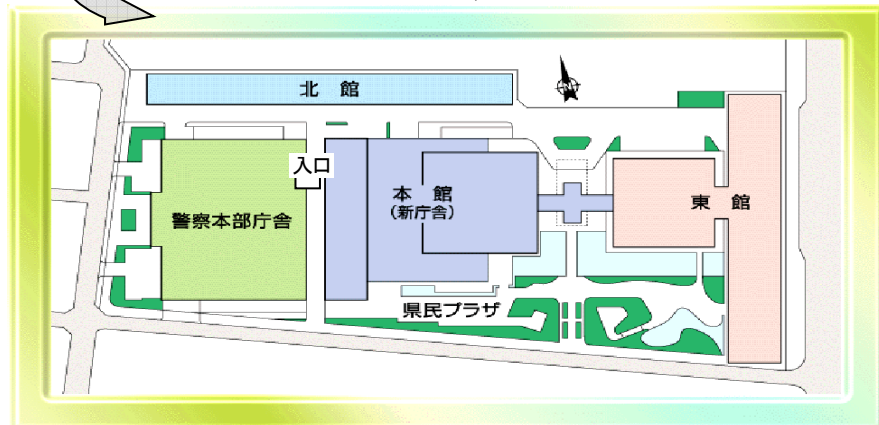 北館
入口
本館
(新庁舎)
東館
警察本部庁舎
県民プラザ